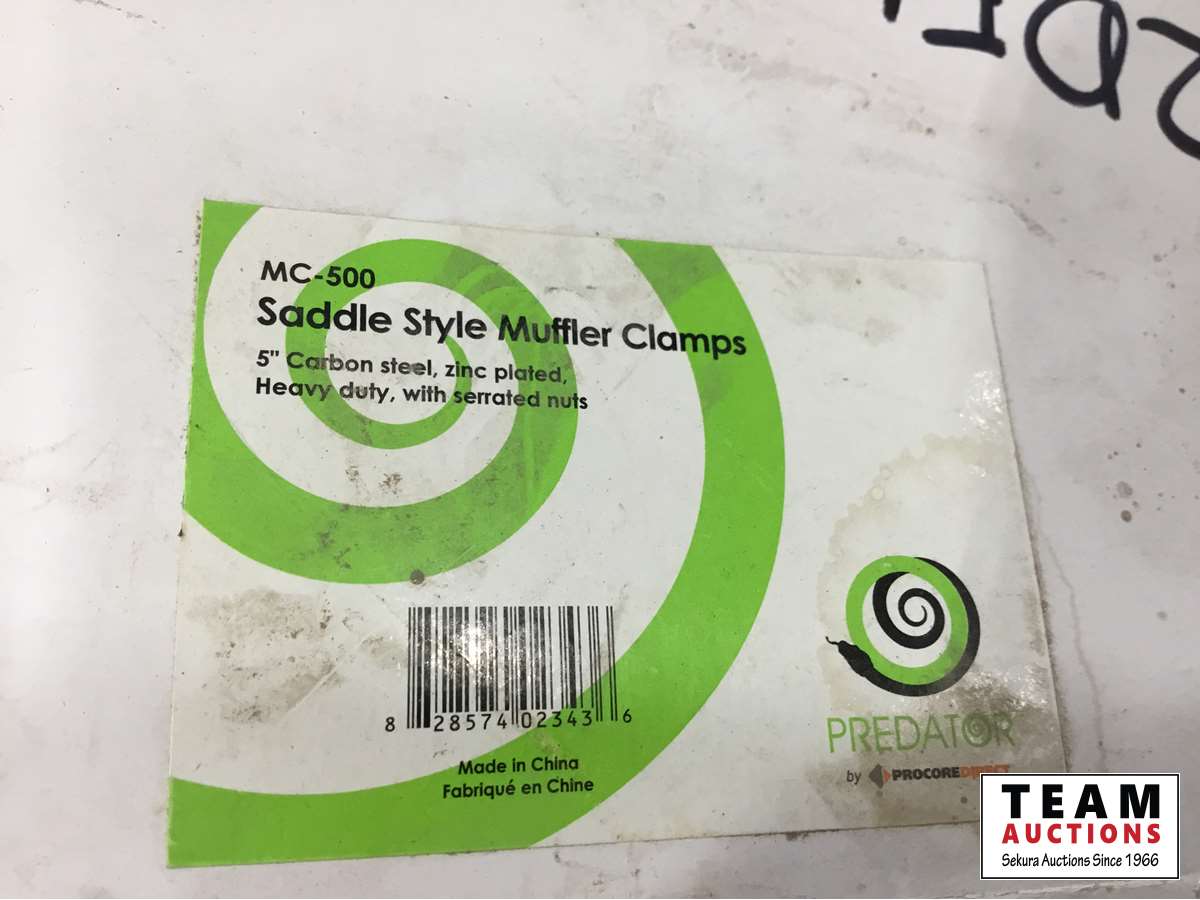 MC-500
Saddle Style Muffler Clamps
5" Carbon steel, zinc plated,
Heavy duty, with serrated nuts
8 28574 02343 6
Made in China
Fabriqué en Chine
PREDATOR
by PROCOREDIRECT
TEAM
AUCTIONS
Sekura Auctions Since 1966